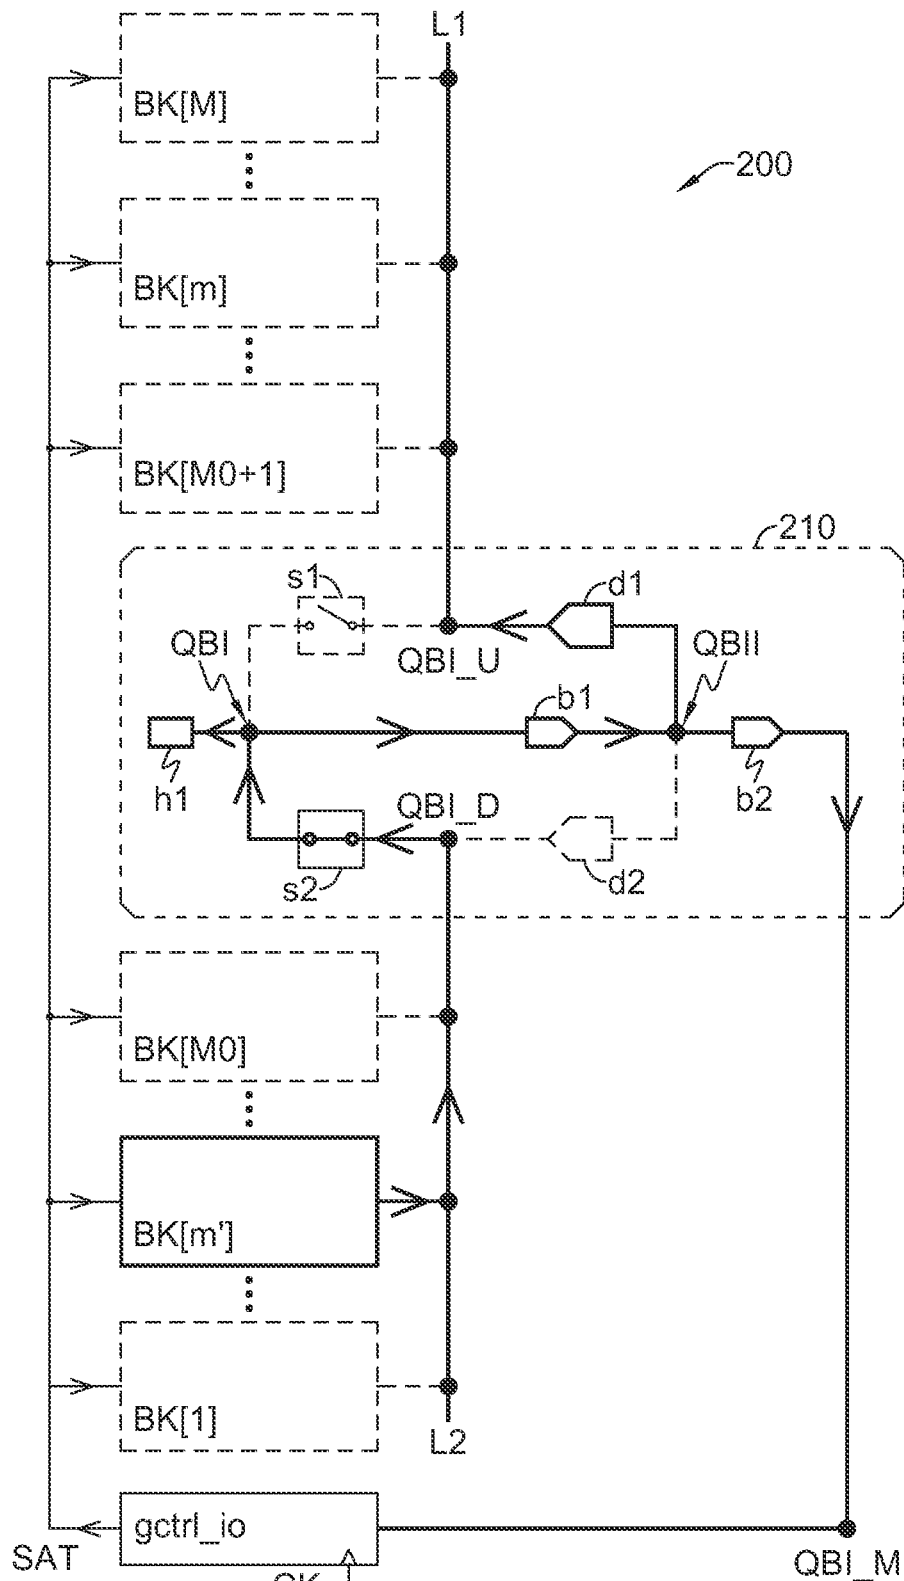 L1
BK[M]
200
BK[m]
BK[M0+1]
210
s1
d1
QBI
QBI_U
QBII
b1
h1
QBI_D
b2
s2
d2
BK[M0]
BK[m']
BK[1]
L2
gctrl_io
SAT
CK
QBI_M